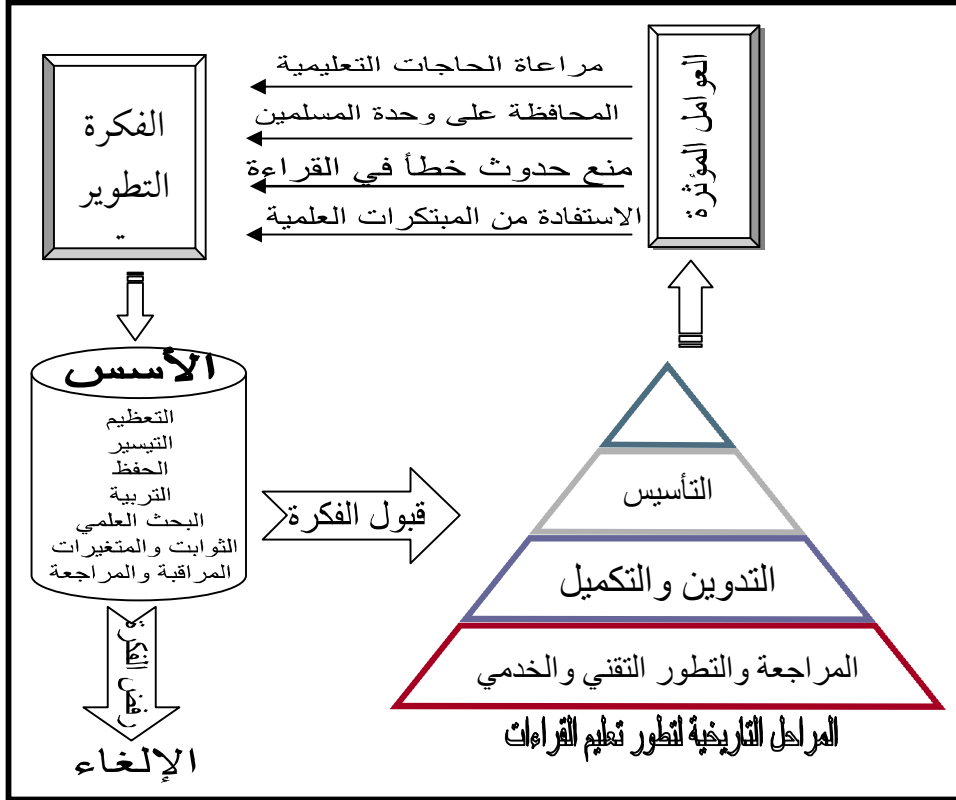 العوامل المؤثرة
مراعاة الحاجات التعليمية
المحافظة على وحدة المسلمين
منع حدوث خطأ في القراءة
الاستفادة من المبتكرات العلمية
الفكرة
التطوير
الأسس
التعظيم
التيسير
الحفظ
التربية
البحث العلمي
الثوابت والمتغيرات
المراقبة والمراجعة
قبول الفكرة
رفض الفكرة
الإلغاء
التأسيس
التدوين والتكميل
المراجعة والتطور التقني والخدمي
المراحل التاريخية لتطور تعليم القراءات